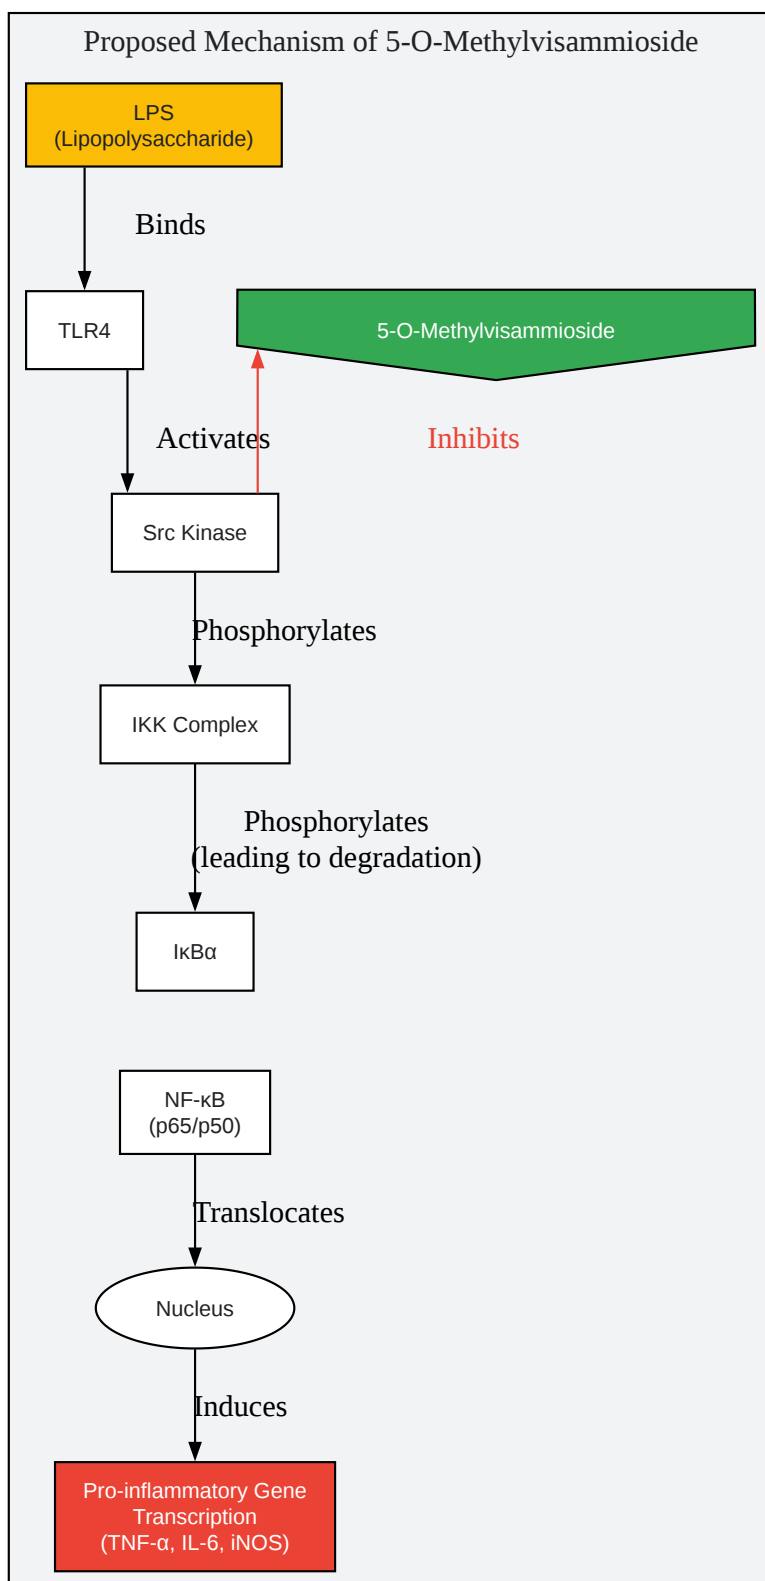 Proposed Mechanism of 5-O-Methylvisammioside
LPS
(Lipopolysaccharide)
Binds
TLR4
5-O-Methylvisammioside
Activates
Inhibits
Src Kinase
Phosphorylates
IKK Complex
Phosphorylates
(leading to degradation)
IκBα
NF-κB
(p65/p50)
Translocates
Nucleus
Induces
Pro-inflammatory Gene
Transcription
(TNF-α, IL-6, iNOS)